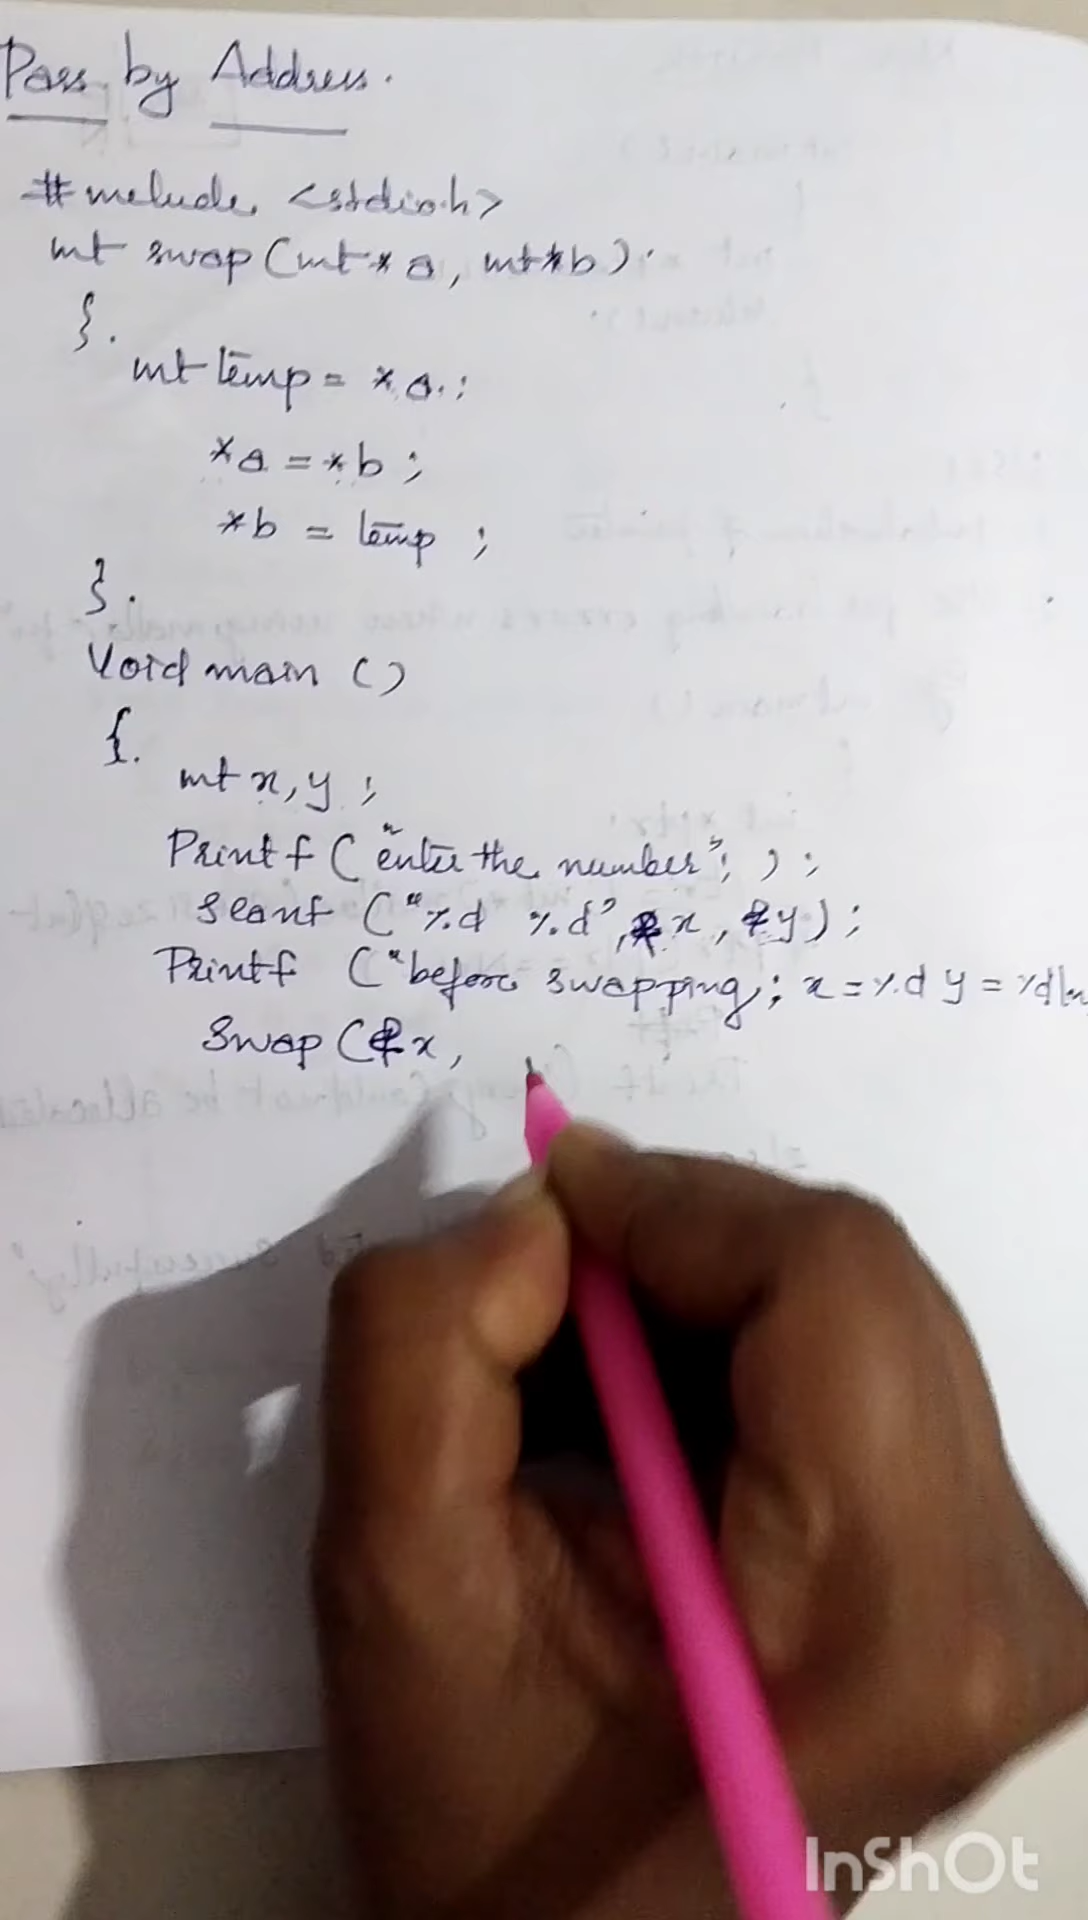 Pass by Address.
#include <stdio.h>
int swap (int * a, int *b).
}.
int temp = * a.;
*a = * b ;
*b = temp ;
}.
Void main ()
{.
int x, y ;
Printf ("enter the number"; ) ;
Scanf ("%d %d", &x, &y) ;
Printf ("before swapping; x = %d y = %d\n
Swap (&x,
InShOt